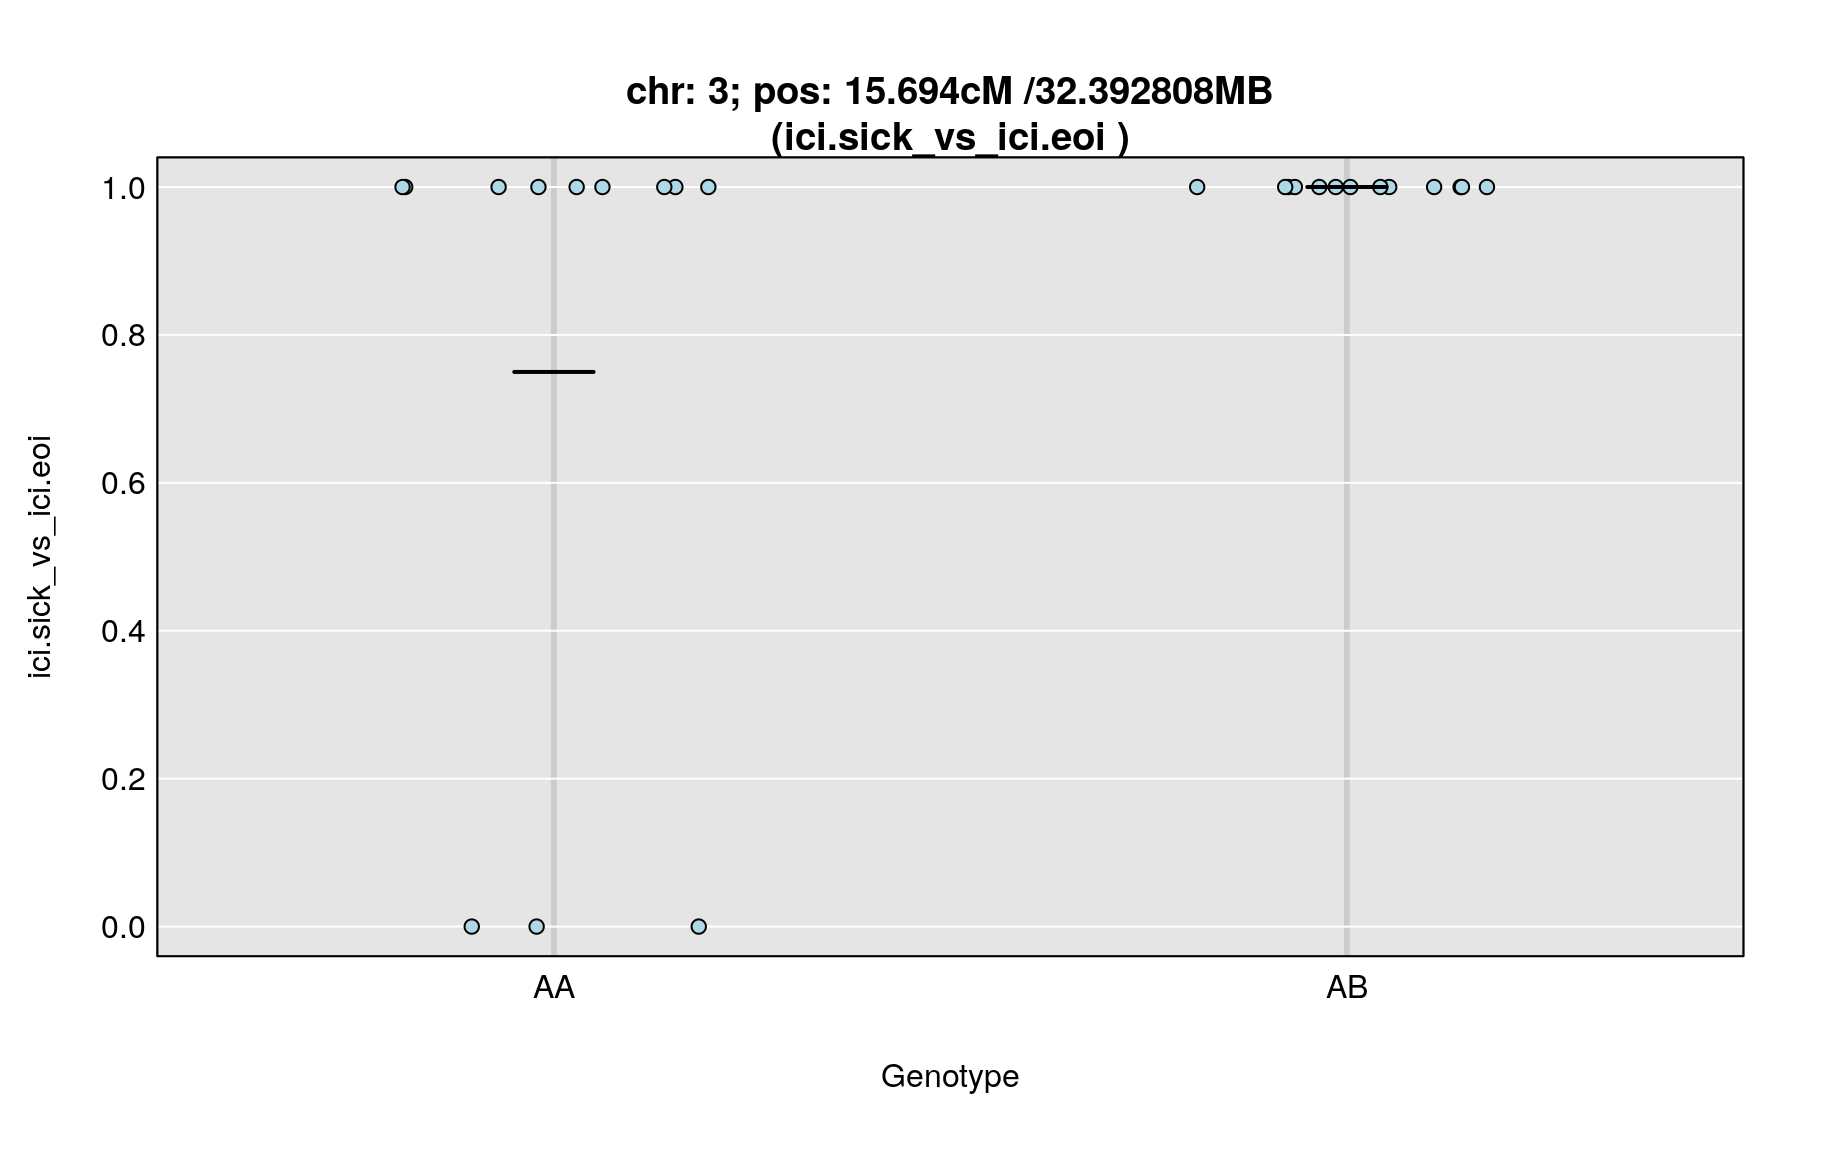 chr: 3; pos: 15.694cM /32.392808MB
(ici.sick_vs_ici.eoi )
ici.sick_vs_ici.eoi
1.0
0.8
0.6
0.4
0.2
0.0
AA AB
Genotype